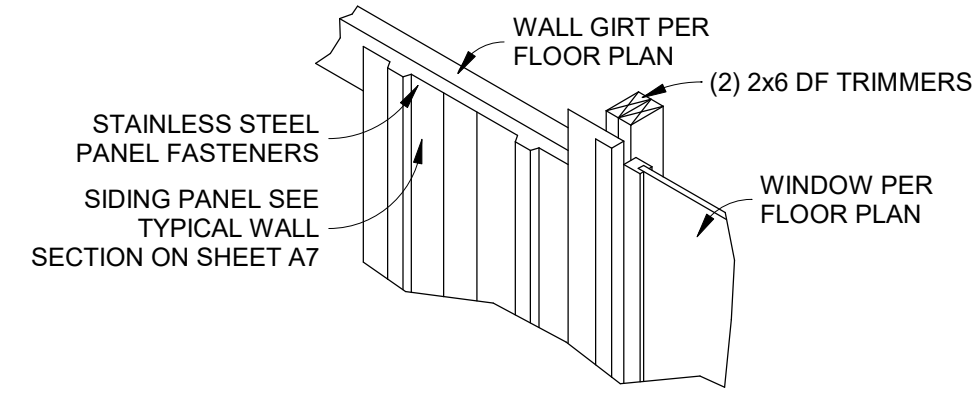 WALL GIRT PER
FLOOR PLAN
(2) 2x6 DF TRIMMERS
STAINLESS STEEL
PANEL FASTENERS
SIDING PANEL SEE
TYPICAL WALL
SECTION ON SHEET A7
WINDOW PER
FLOOR PLAN